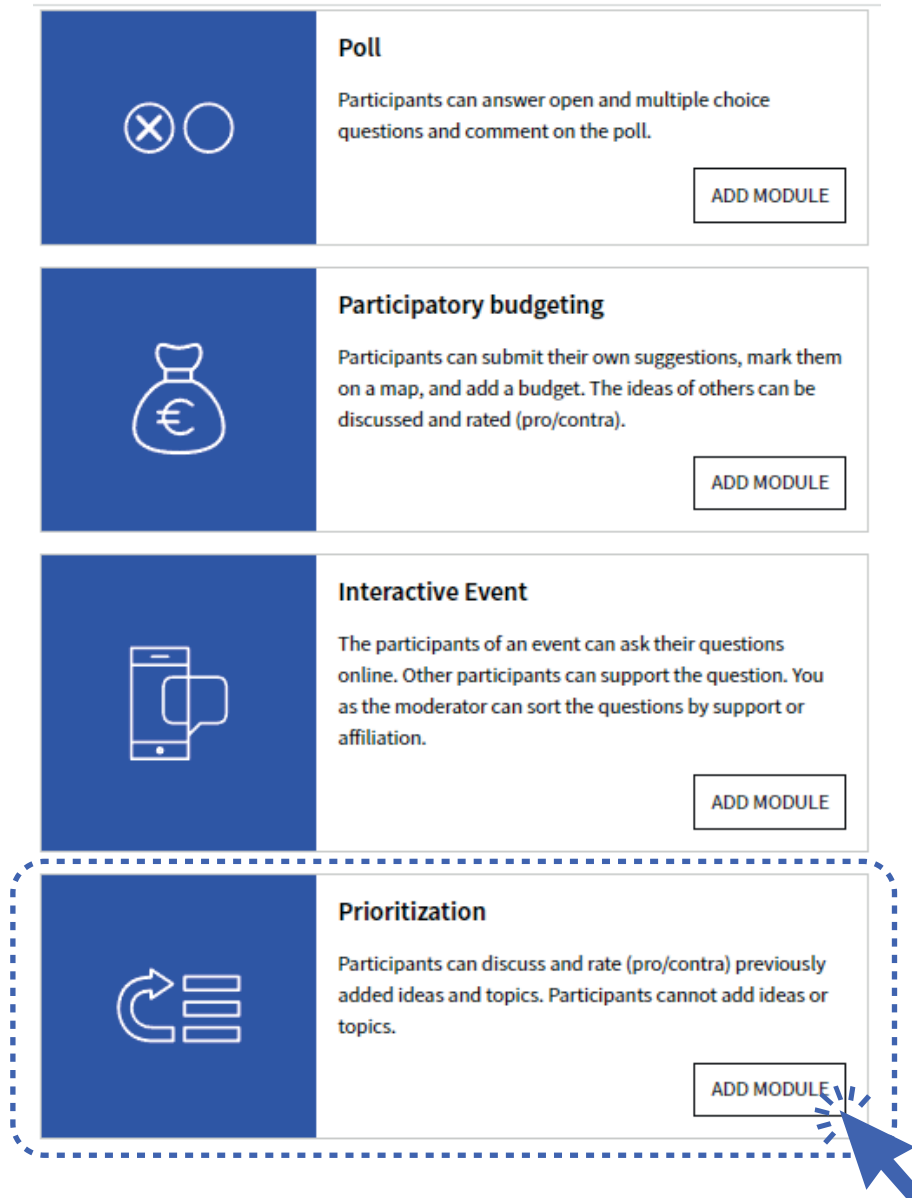 Poll
Participants can answer open and multiple choice
questions and comment on the poll.
ADD MODULE
Participatory budgeting
Participants can submit their own suggestions, mark them
on a map, and add a budget. The ideas of others can be
discussed and rated (pro/contra).
ADD MODULE
Interactive Event
The participants of an event can ask their questions
online. Other participants can support the question. You
as the moderator can sort the questions by support or
affiliation.
ADD MODULE
Prioritization
Participants can discuss and rate (pro/contra) previously
added ideas and topics. Participants cannot add ideas or
topics.
ADD MODULE